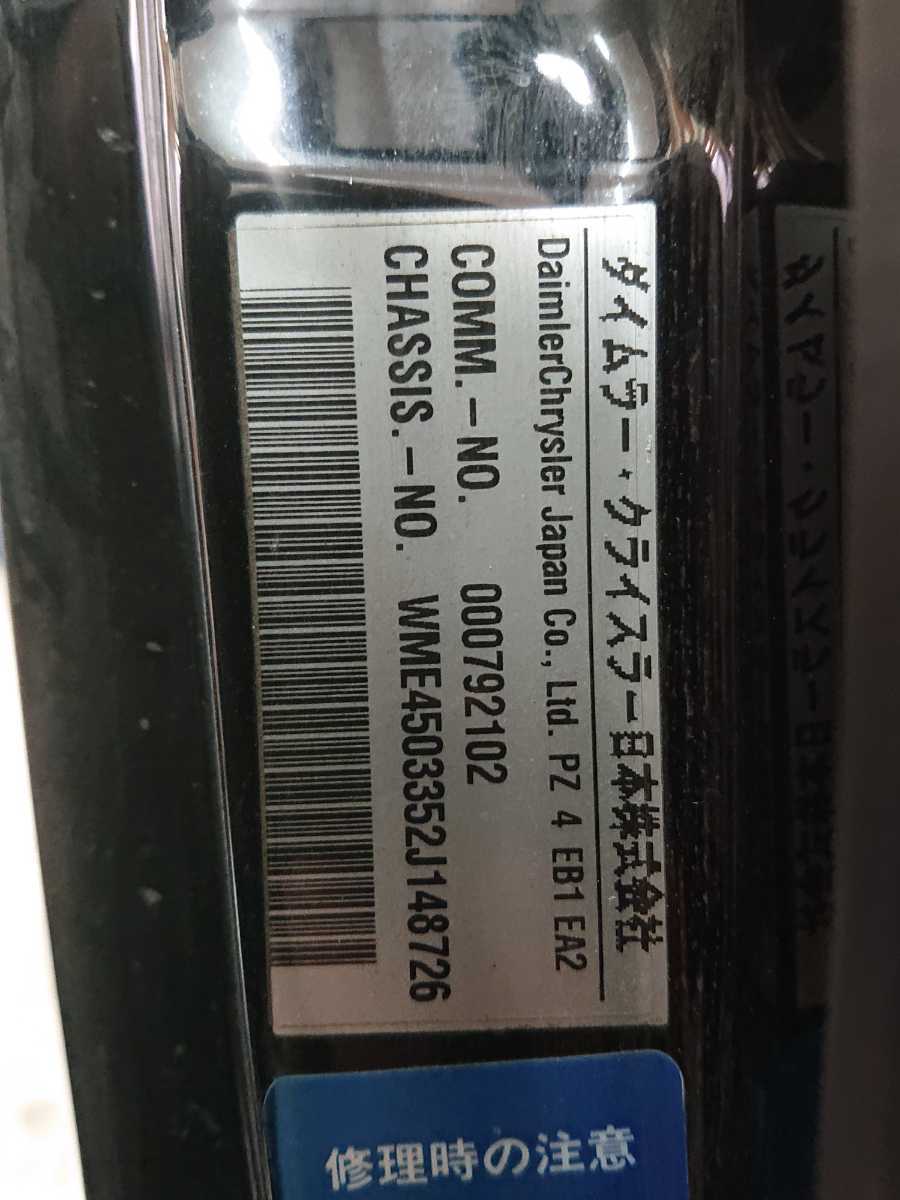 ダイムラー・クライスラー日本株式会社
DaimlerChrysler Japan Co., Ltd. PZ 4 EB1 EA2
COMM.-NO. 000792102
CHASSIS.-NO. WME4503352J148726
修理時の注意